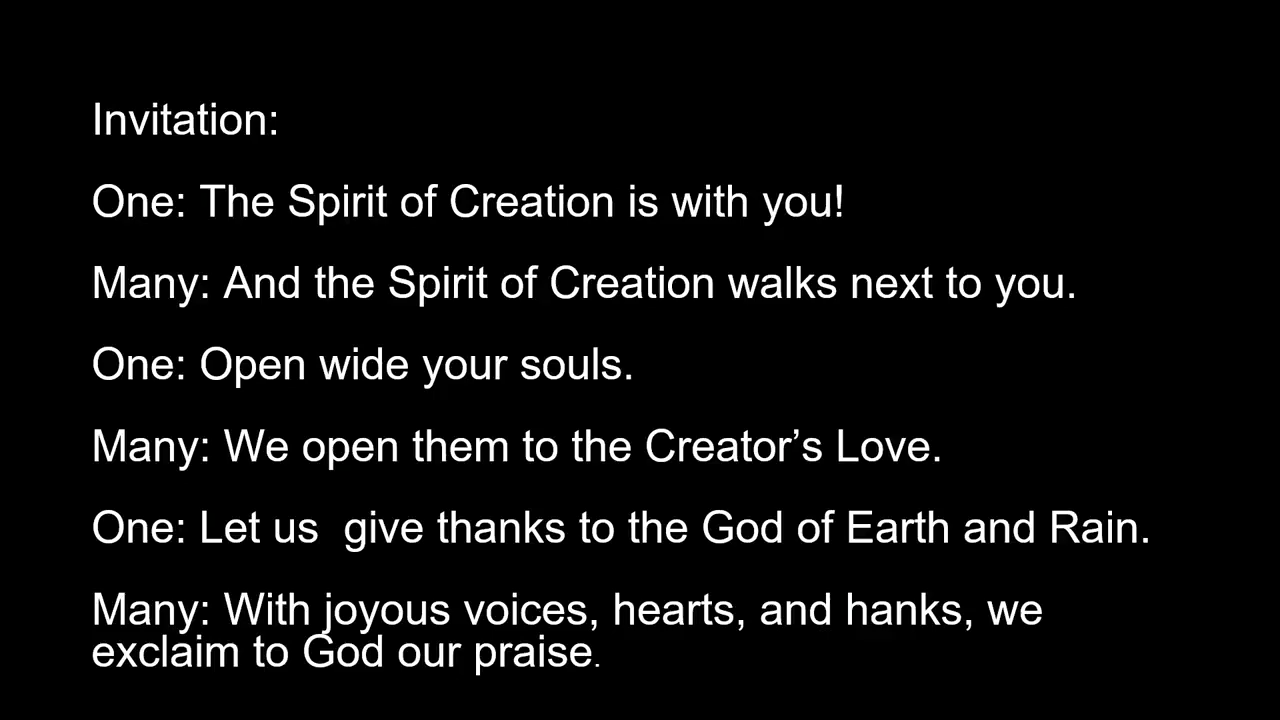 Invitation:
One: The Spirit of Creation is with you!
Many: And the Spirit of Creation walks next to you.
One: Open wide your souls.
Many: We open them to the Creator’s Love.
One: Let us  give thanks to the God of Earth and Rain.
Many: With joyous voices, hearts, and hanks, we
exclaim to God our praise.